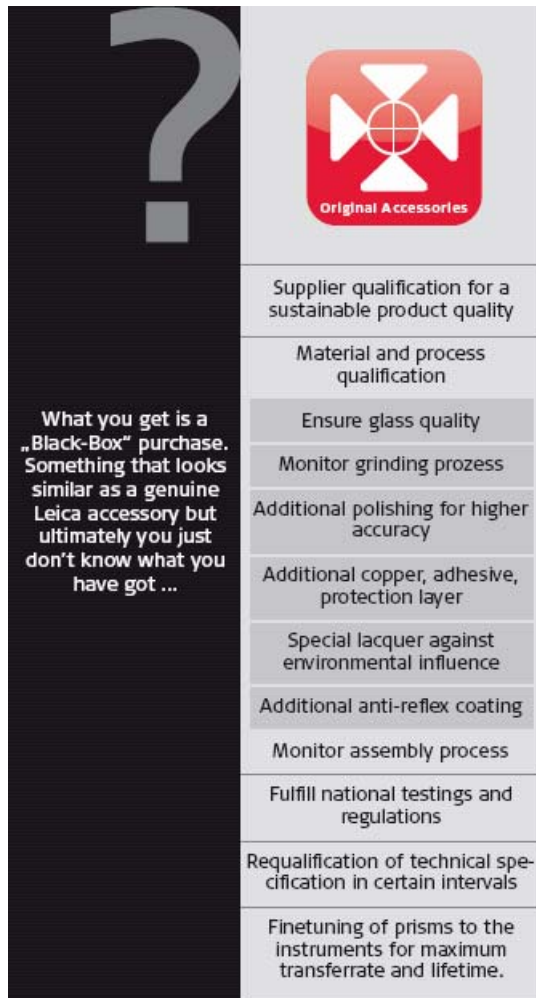 ?
What you get is a
„Black-Box“ purchase.
Something that looks
similar as a genuine
Leica accessory but
ultimately you just
don't know what you
have got ...
Original Accessories
Supplier qualification for a
sustainable product quality
Material and process
qualification
Ensure glass quality
Monitor grinding prozess
Additional polishing for higher
accuracy
Additional copper, adhesive,
protection layer
Special lacquer against
environmental influence
Additional anti-reflex coating
Monitor assembly process
Fulfill national testings and
regulations
Requalification of technical spe-
cification in certain intervals
Finetuning of prisms to the
instruments for maximum
transferrate and lifetime.